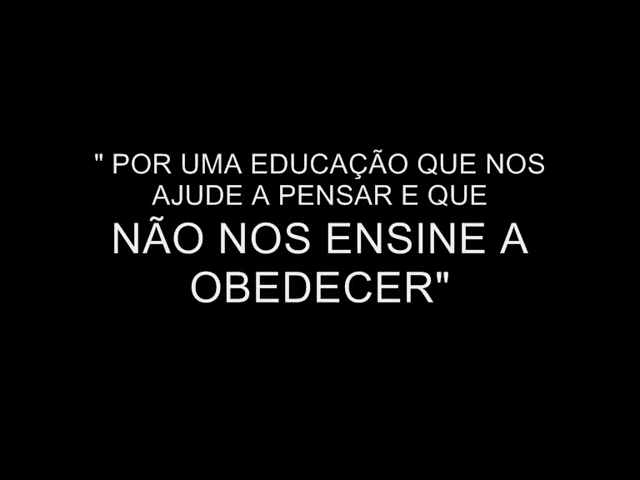 " POR UMA EDUCAÇÃO QUE NOS
AJUDE A PENSAR E QUE
NÃO NOS ENSINE A
OBEDECER"